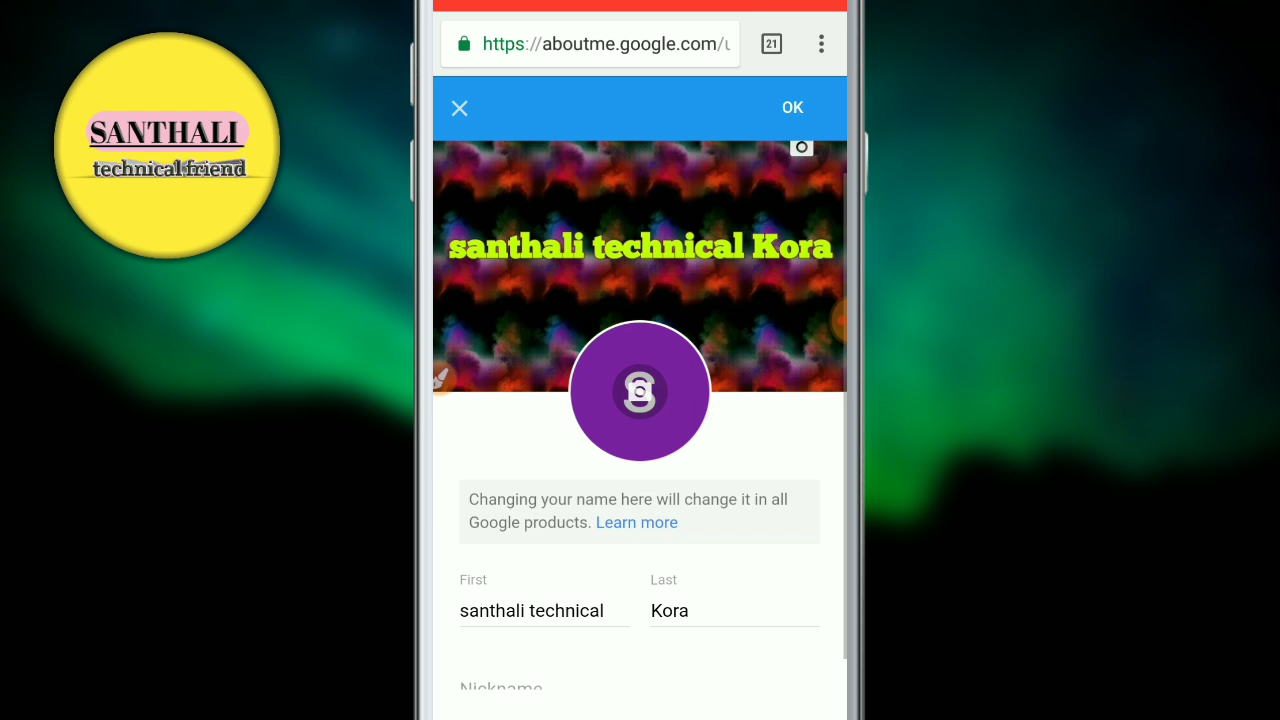 SANTHALI
technical friend
https://aboutme.google.com/u
21
OK
santhali technical Kora
S
Changing your name here will change it in all
Google products. Learn more
First
Last
santhali technical
Kora
Nickname